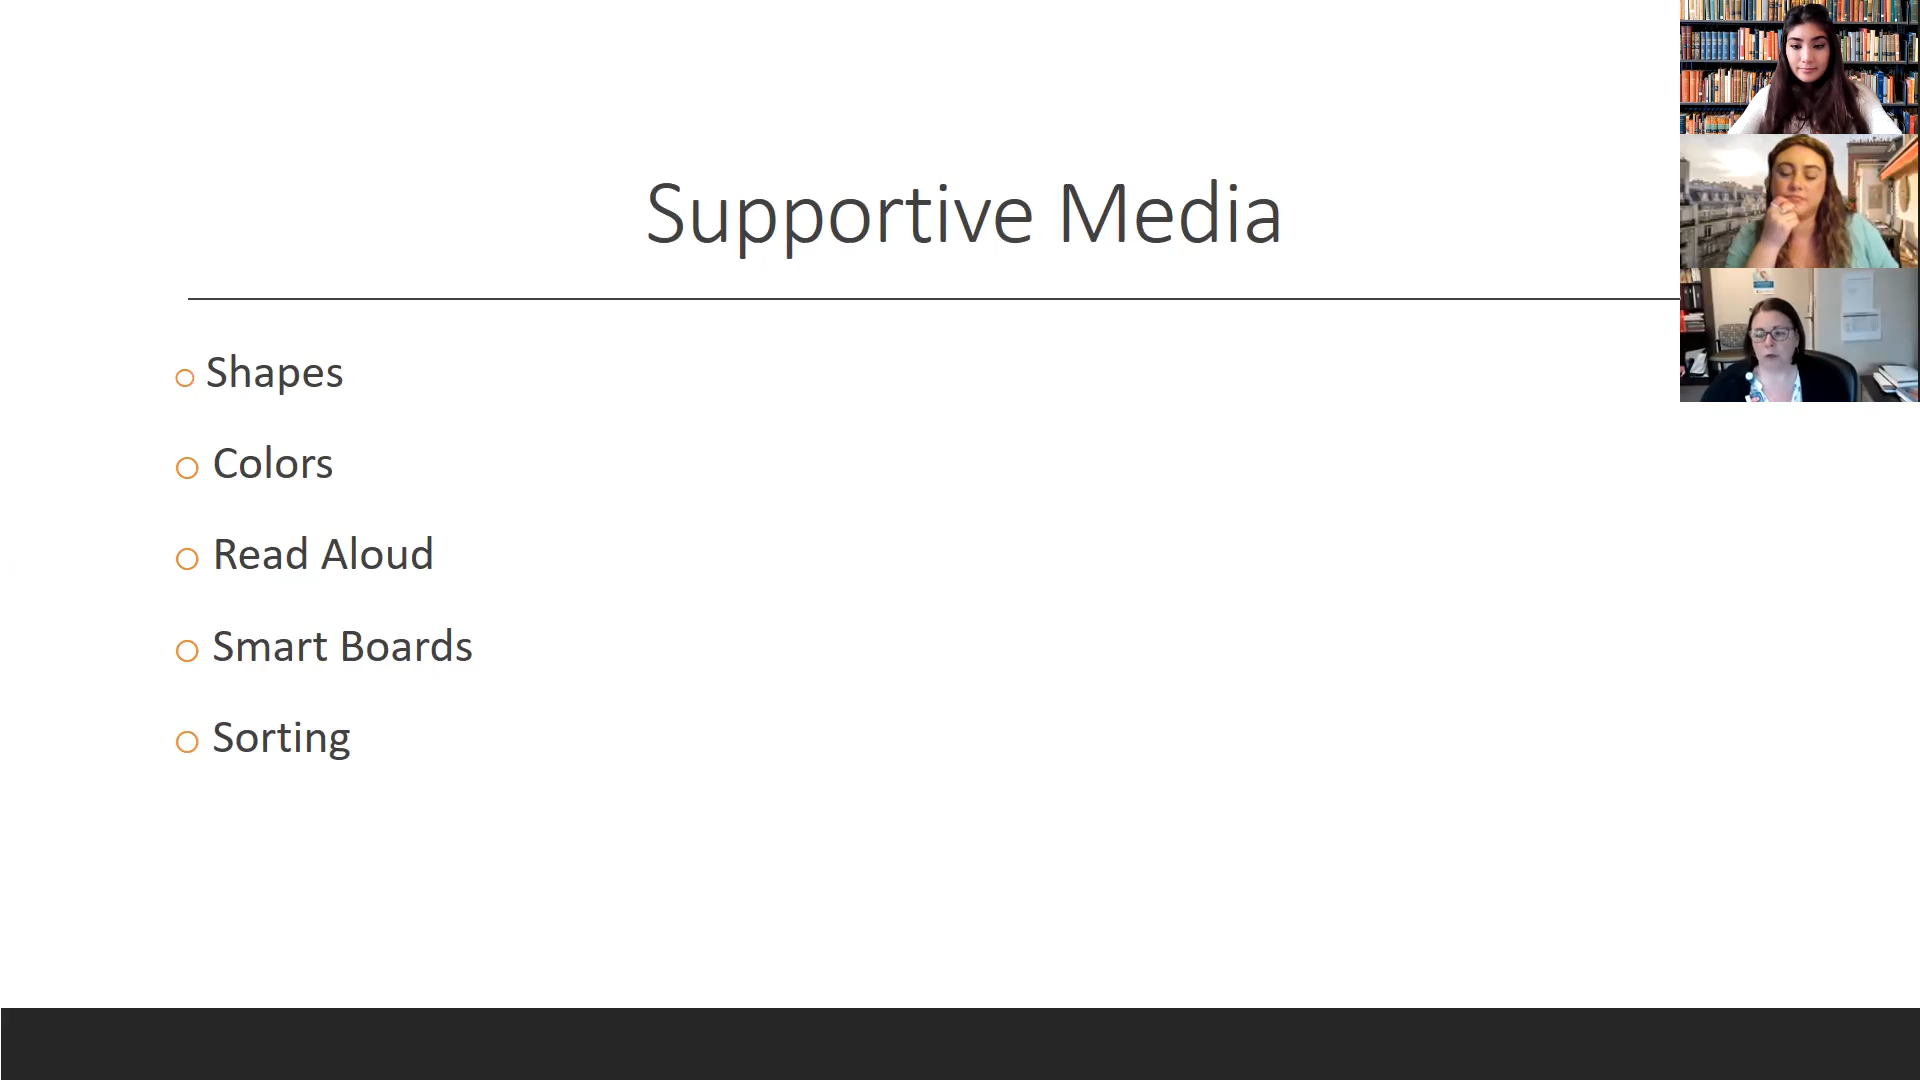 Supportive Media
Shapes
Colors
Read Aloud
Smart Boards
Sorting